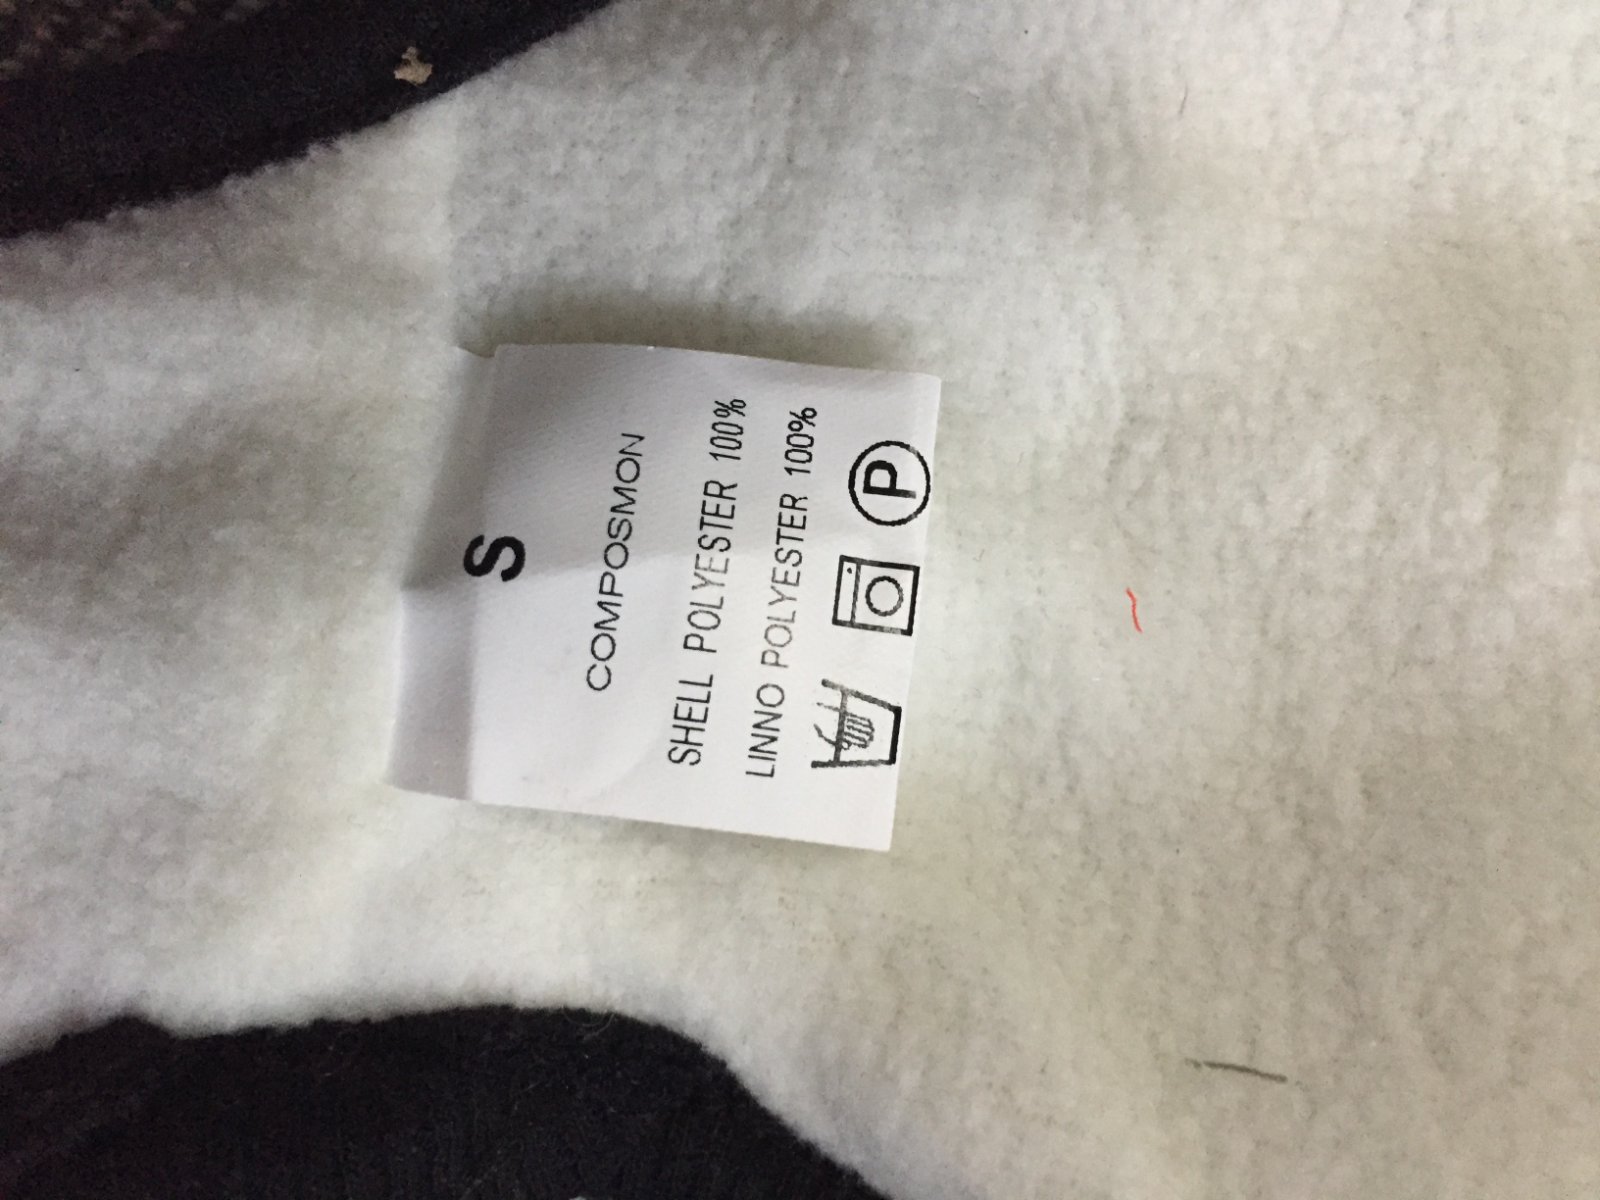 S
COMPOSMON
SHELL POLYESTER 100%
LINNO POLYESTER 100%
P